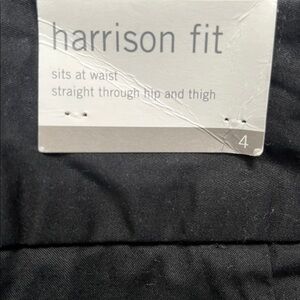 harrison fit
sits at waist
straight through hip and thigh
4